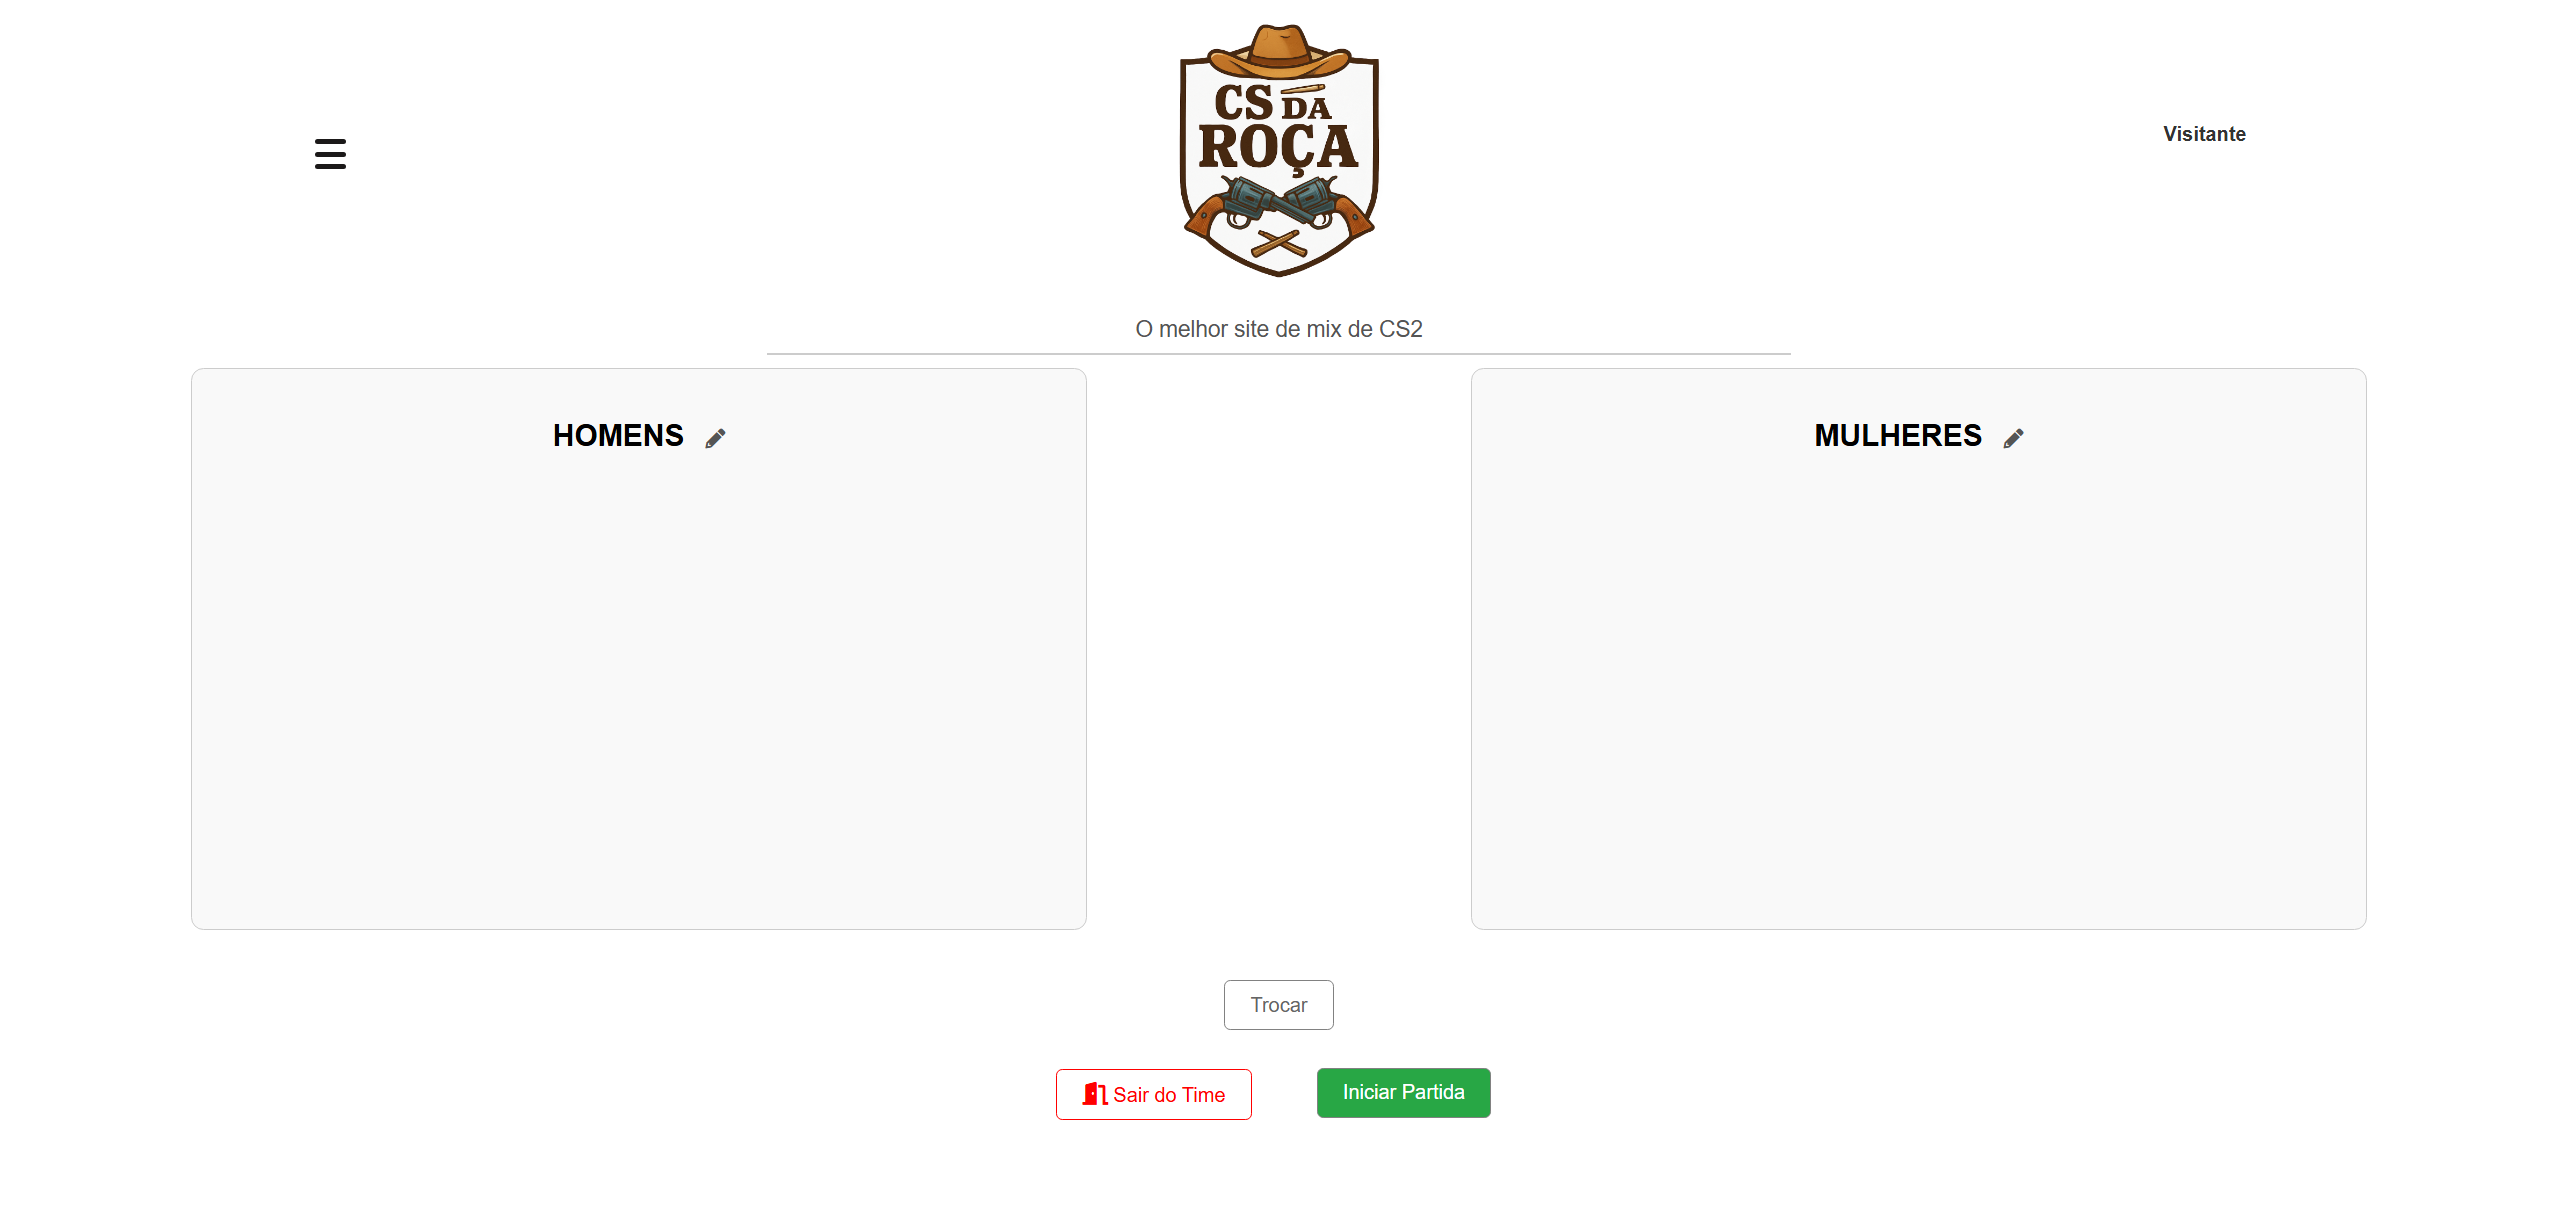 CS DA
ROÇA
Visitante
O melhor site de mix de CS2
HOMENS
MULHERES
Trocar
Sair do Time
Iniciar Partida